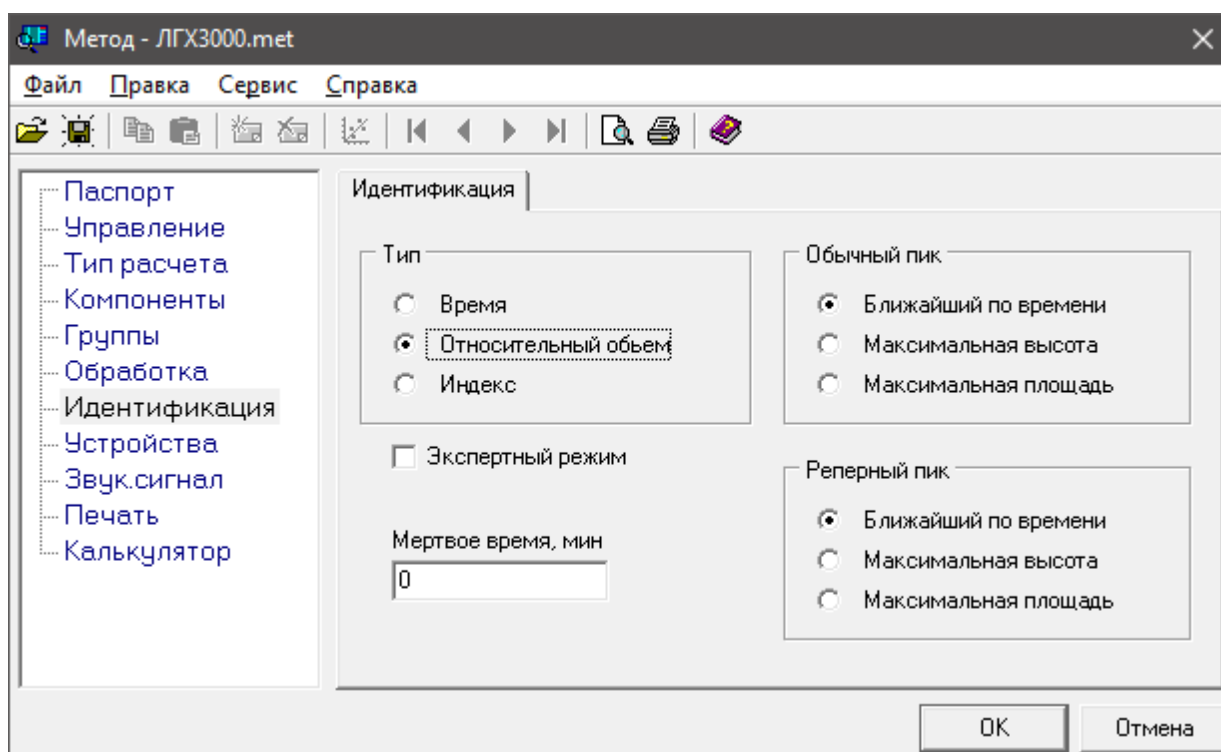 Метод - ЛГХ3000.met
Файл Правка Сервис Справка
Паспорт
Управление
Тип расчета
Компоненты
Группы
Обработка
Идентификация
Устройства
Звук.сигнал
Печать
Калькулятор
Идентификация
Тип
Время
Относительный обьем
Индекс
Экспертный режим
Мертвое время, мин
0
Обычный пик
Ближайший по времени
Максимальная высота
Максимальная площадь
Реперный пик
Ближайший по времени
Максимальная высота
Максимальная площадь
OK Отмена